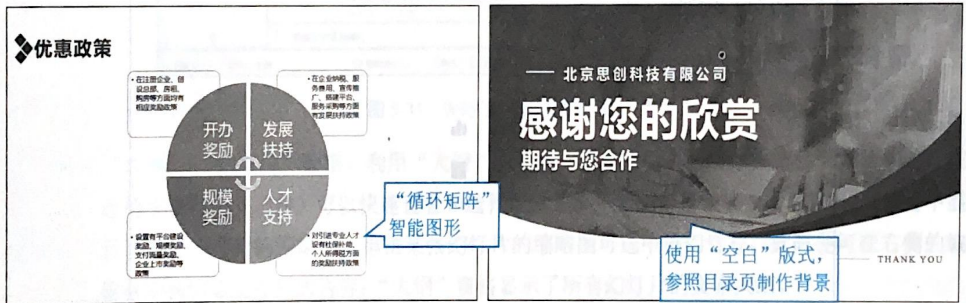 优惠政策
• 在注册企业、创
设总部、房租、
购房等方面均有
相应奖励政策
• 在企业纳税、服
务费用、宣传推
广、搭建平台、
服务采购等方面
有发展扶持政策
开办
奖励
发展
扶持
规模
奖励
人才
支持
• 设置有平台建设
奖励、规模奖励、
支付流量奖励、
企业上市奖励等
政策
• 对引进专业人才
设有社保补助、
个人所得税方面
的奖励扶持政策
“循环矩阵”
智能图形
北京思创科技有限公司
感谢您的欣赏
期待与您合作
使用“空白”版式，
参照目录页制作背景
THANK YOU